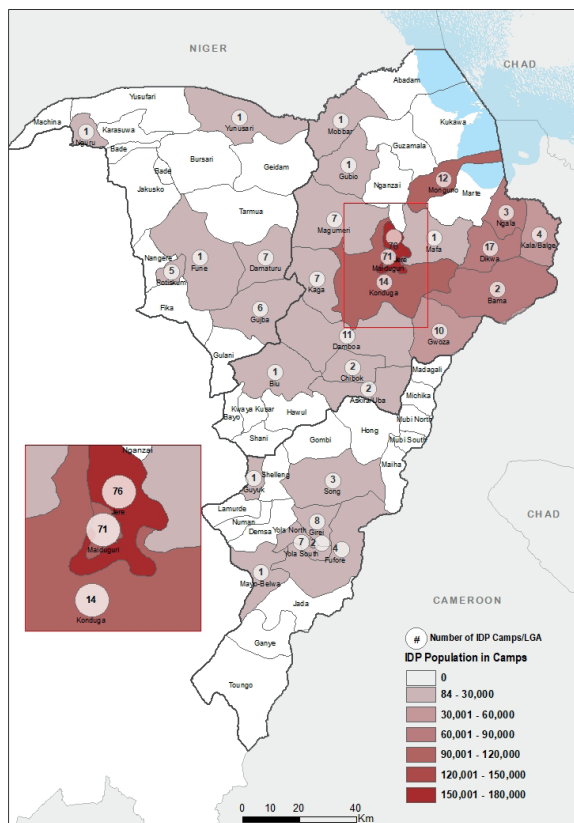 NIGER
CHAD
Abadam
Yusufari
Machina
1
Nguru
Karasuwa
Bade
1
Yunusari
1
Mobbar
Kukawa
Guzamala
Bursari
Geidam
1
Gubio
Nganzai
12
Monguno
Marte
Bade
Jakusko
Tarmua
7
Magumeri
76
Jere
1
Mafa
3
Ngala
4
Kala/Balge
71
Maiduguri
17
Dikwa
Nangere
5
Potiskum
1
Fune
7
Damaturu
7
Kaga
14
Konduga
2
Bama
Fika
6
Gujba
11
Damboa
10
Gwoza
Gulani
1
Biu
2
Chibok
2
Askira/Uba
Madagali
Michika
Kwaya Kusar
Bayo
Hawul
Shani
Mubi North
Mubi South
Hong
Gombi
Maiha
1
Guyuk
Shelleng
3
Song
Lamurde
Numan
Demsa
Yola North
8
Girei
7
Yola South
2
4
Fufore
1
Mayo-Belwa
Jada
Ganye
Toungo
CHAD
CAMEROON
Nganzai
76
Jere
71
Maiduguri
14
Konduga
# Number of IDP Camps/LGA
IDP Population in Camps
0
84 - 30,000
30,001 - 60,000
60,001 - 90,000
90,001 - 120,000
120,001 - 150,000
150,001 - 180,000
0 5 10 20 30 40
Km